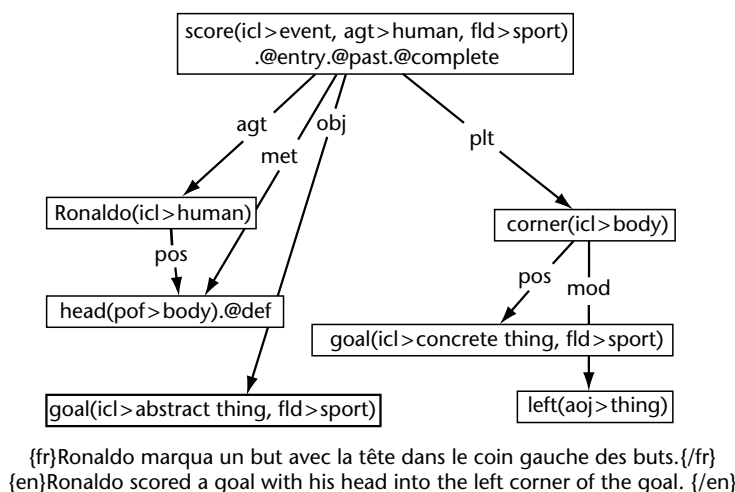 score(icl>event, agt>human, fld>sport)
.@entry.@past.@complete
agt
met
obj
plt
Ronaldo(icl>human)
corner(icl>body)
pos
pos
mod
head(pof>body).@def
goal(icl>concrete thing, fld>sport)
goal(icl>abstract thing, fld>sport)
left(aoj>thing)
{fr}Ronaldo marqua un but avec la tête dans le coin gauche des buts.{/fr}
{en}Ronaldo scored a goal with his head into the left corner of the goal. {/en}